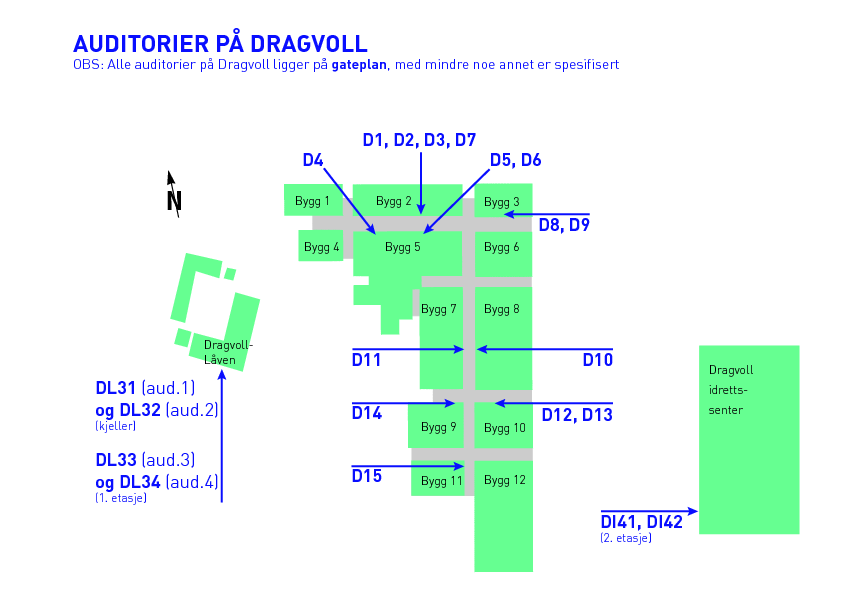 AUDITORIER PÅ DRAGVOLL
OBS: Alle auditorier på Dragvoll ligger på gateplan, med mindre noe annet er spesifisert
D1, D2, D3, D7
D4
D5, D6
N
Bygg 1
Bygg 2
Bygg 3
D8, D9
Bygg 4
Bygg 5
Bygg 6
Bygg 7
Bygg 8
Dragvoll-
Låven
D11
D10
Dragvoll
idretts-
senter
DL31 (aud.1)
og DL32 (aud.2)
(kjeller)
D14
D12, D13
Bygg 9
Bygg 10
DL33 (aud.3)
og DL34 (aud.4)
(1. etasje)
D15
Bygg 11
Bygg 12
DI41, DI42
(2. etasje)